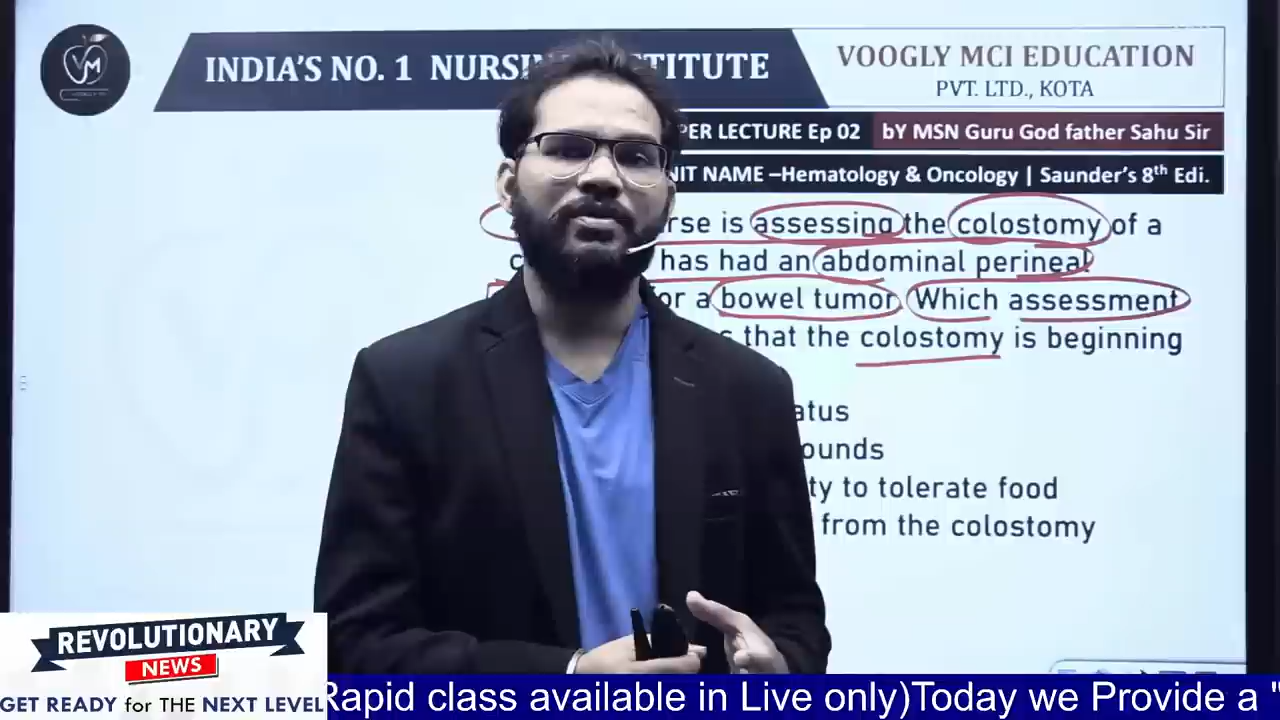 INDIA'S NO. 1 NURSING INSTITUTE
VOOGLY MCI EDUCATION
PVT. LTD., KOTA
VM
PER LECTURE Ep 02
bY MSN Guru God father Sahu Sir
NIT NAME –Hematology & Oncology | Saunder's 8th Edi.
rse is assessing the colostomy of a
has had an abdominal perineal
or a bowel tumor. Which assessment
s that the colostomy is beginning
atus
ounds
ty to tolerate food
from the colostomy
REVOLUTIONARY
NEWS
GET READY for THE NEXT LEVEL
Rapid class available in Live only)Today we Provide a "